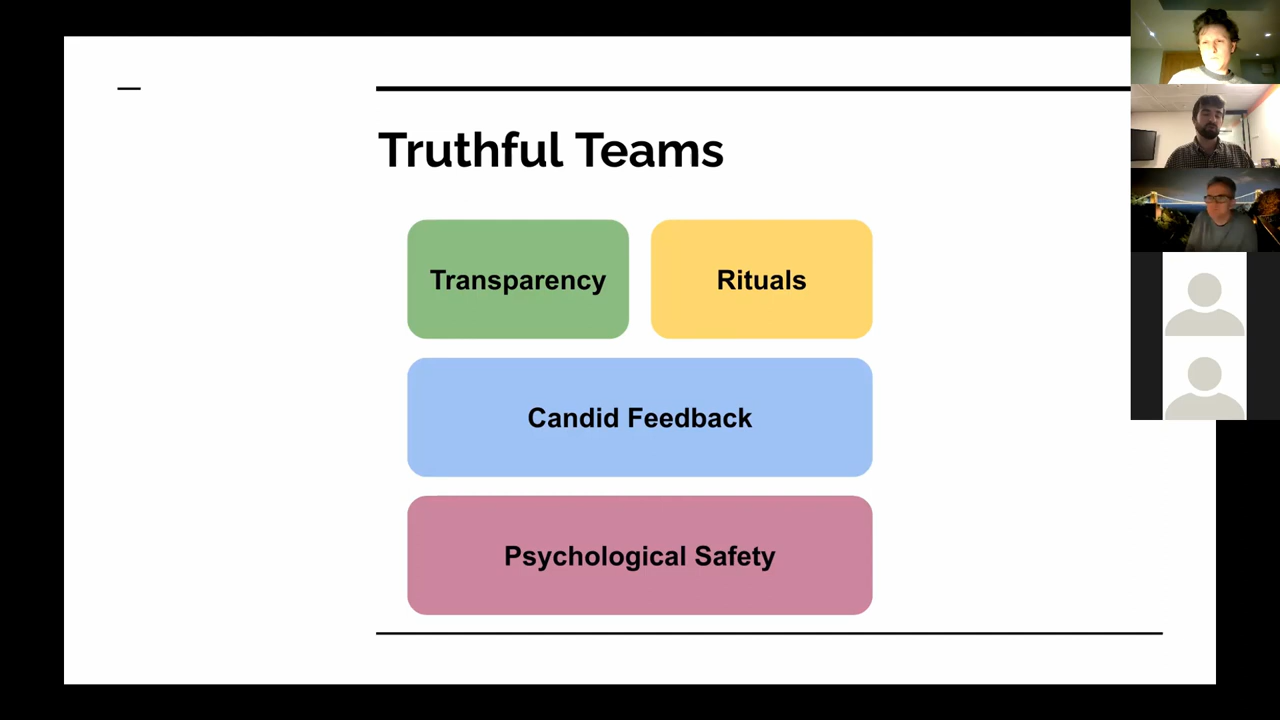 Truthful Teams
Transparency
Rituals
Candid Feedback
Psychological Safety